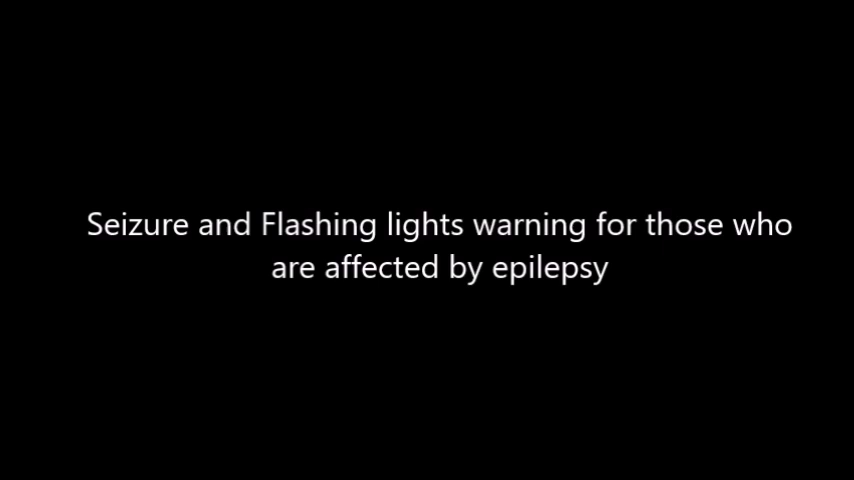 Seizure and Flashing lights warning for those who
are affected by epilepsy